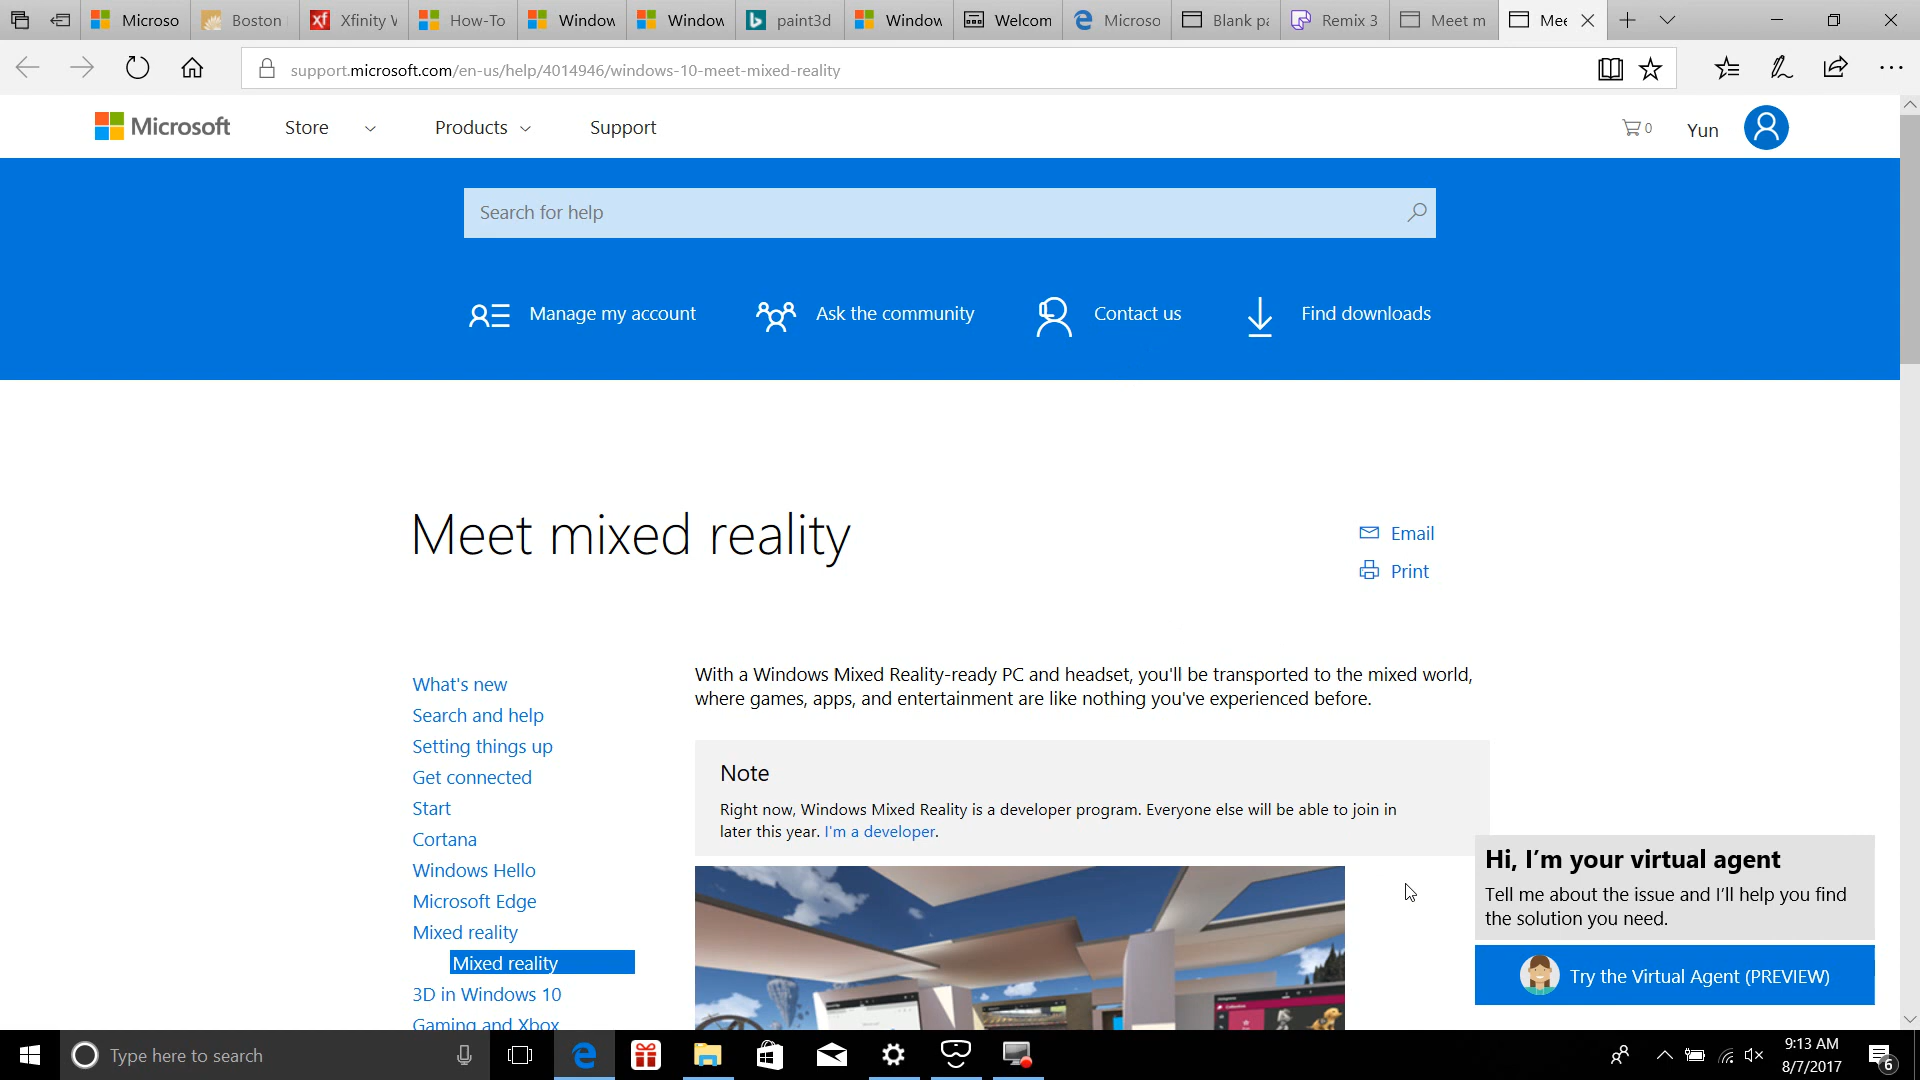 Microso
Boston
Xfinity
How-To
Window
Window
paint3d
Window
Welcom
Microso
Blank pa
Remix 3
Meet m
Mee
support.microsoft.com/en-us/help/4014946/windows-10-meet-mixed-reality
Microsoft
Store
Products
Support
0
Yun
Search for help
Manage my account
Ask the community
Contact us
Find downloads
Meet mixed reality
Email
Print
What's new
Search and help
Setting things up
Get connected
Start
Cortana
Windows Hello
Microsoft Edge
Mixed reality
Mixed reality
3D in Windows 10
Gaming and Xbox
With a Windows Mixed Reality-ready PC and headset, you'll be transported to the mixed world,
where games, apps, and entertainment are like nothing you've experienced before.
Note
Right now, Windows Mixed Reality is a developer program. Everyone else will be able to join in
later this year. I'm a developer.
Hi, I’m your virtual agent
Tell me about the issue and I’ll help you find
the solution you need.
Try the Virtual Agent (PREVIEW)
Type here to search
9:13 AM
8/7/2017
6